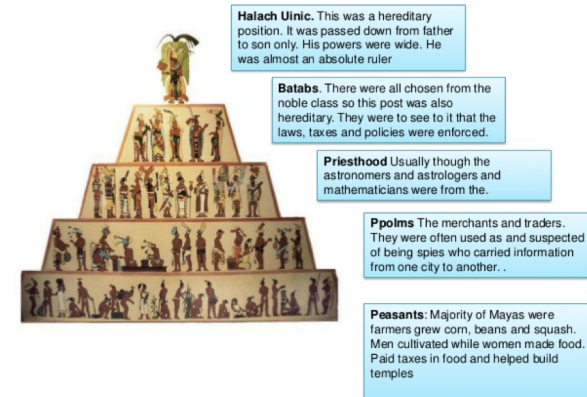 Halach Uinic. This was a hereditary
position. It was passed down from father
to son only. His powers were wide. He
was almost an absolute ruler
Batabs. There were all chosen from the
noble class so this post was also
hereditary. They were to see to it that the
laws, taxes and policies were enforced.
Priesthood Usually though the
astronomers and astrologers and
mathematicians were from the.
Ppolms The merchants and traders.
They were often used as and suspected
of being spies who carried information
from one city to another. .
Peasants: Majority of Mayas were
farmers grew corn, beans and squash.
Men cultivated while women made food.
Paid taxes in food and helped build
temples